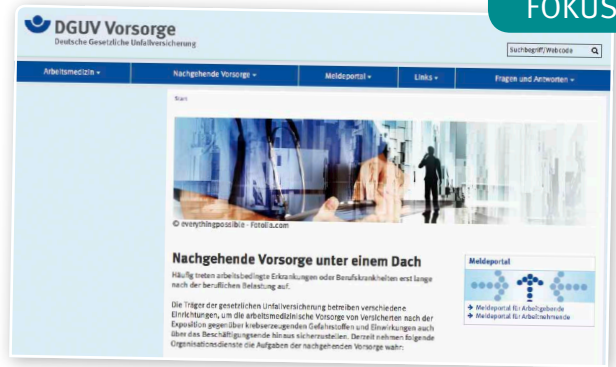 FOKUS
DGUV Vorsorge
Deutsche Gesetzliche Unfallversicherung
Suchbegriff/Webcode
Arbeitsmedizin
Nachgehende Vorsorge
Meldeportal
Links
Fragen und Antworten
Start
© everythingpossible - Fotolia.com
Nachgehende Vorsorge unter einem Dach
Häufig treten arbeitsbedingte Erkrankungen oder Berufskrankheiten erst lange
nach der beruflichen Belastung auf.
Die Träger der gesetzlichen Unfallversicherung betreiben verschiedene
Einrichtungen, um die arbeitsmedizinische Vorsorge von Versicherten nach der
Exposition gegenüber krebserzeugenden Gefahrstoffen und Einwirkungen auch
über das Beschäftigungsende hinaus sicherzustellen. Derzeit nehmen folgende
Organisationsdienste die Aufgaben der nachgehenden Vorsorge wahr:
Meldeportal
→ Meldeportal für Arbeitgebende
→ Meldeportal für Arbeitnehmende